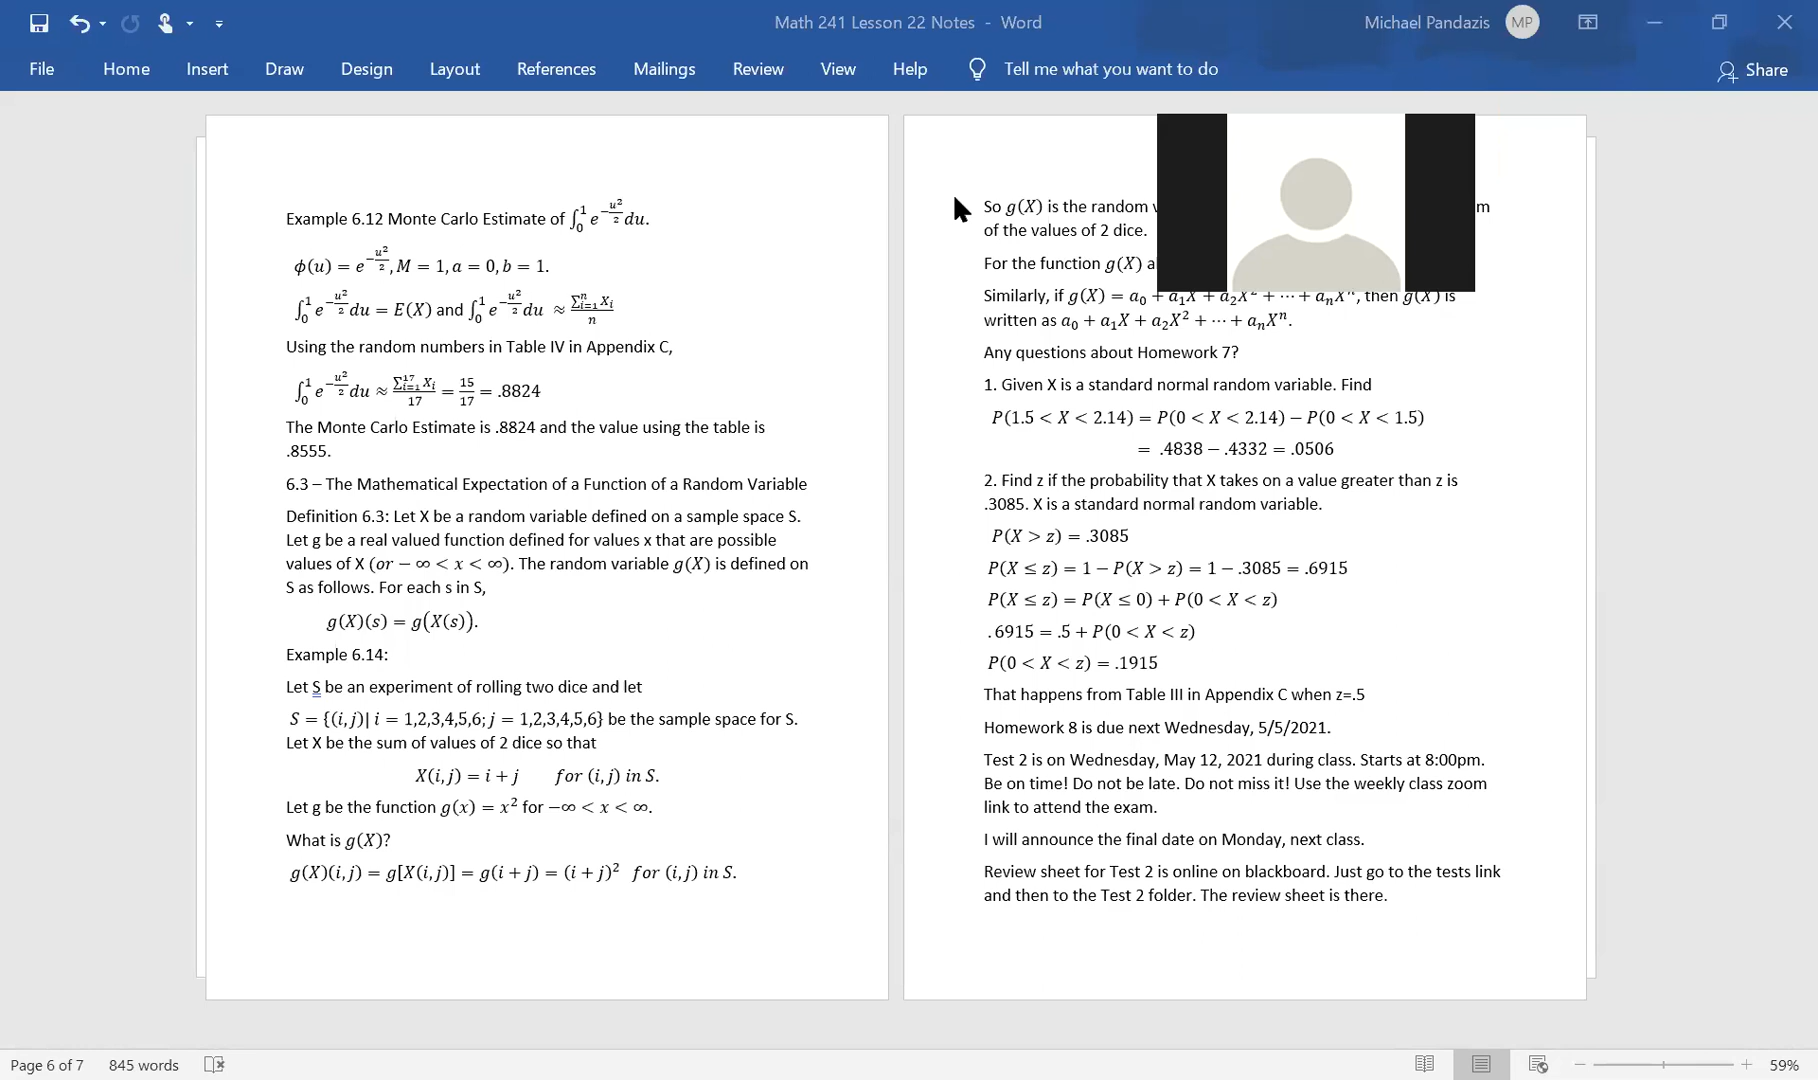 Math 241 Lesson 22 Notes - Word
Michael Pandazis MP
File Home Insert Draw Design Layout References Mailings Review View Help Tell me what you want to do Share
Example 6.12 Monte Carlo Estimate of ∫₀¹ e^(-u²/2) du.
ϕ(u) = e^(-u²/2), M = 1, a = 0, b = 1.
∫₀¹ e^(-u²/2) du = E(X) and ∫₀¹ e^(-u²/2) du ≈ ∑ᵢ₌₁ⁿ Xᵢ / n
Using the random numbers in Table IV in Appendix C,
∫₀¹ e^(-u²/2) du ≈ ∑ᵢ₌₁¹⁷ Xᵢ / 17 = 15/17 = .8824
The Monte Carlo Estimate is .8824 and the value using the table is
.8555.
6.3 – The Mathematical Expectation of a Function of a Random Variable
Definition 6.3: Let X be a random variable defined on a sample space S.
Let g be a real valued function defined for values x that are possible
values of X (or − ∞ < x < ∞). The random variable g(X) is defined on
S as follows. For each s in S,
g(X)(s) = g(X(s)).
Example 6.14:
Let S be an experiment of rolling two dice and let
S = {(i, j)| i = 1,2,3,4,5,6; j = 1,2,3,4,5,6} be the sample space for S.
Let X be the sum of values of 2 dice so that
X(i, j) = i + j for (i, j) in S.
Let g be the function g(x) = x² for −∞ < x < ∞.
What is g(X)?
g(X)(i, j) = g[X(i, j)] = g(i + j) = (i + j)² for (i, j) in S.
So g(X) is the random
of the values of 2 dice.
For the function g(X)
Similarly, if g(X) = a₀ + a₁X + a₂X² + ⋯ + aₙXⁿ, then g(X) is
written as a₀ + a₁X + a₂X² + ⋯ + aₙXⁿ.
Any questions about Homework 7?
1. Given X is a standard normal random variable. Find
P(1.5 < X < 2.14) = P(0 < X < 2.14) − P(0 < X < 1.5)
= .4838 − .4332 = .0506
2. Find z if the probability that X takes on a value greater than z is
.3085. X is a standard normal random variable.
P(X > z) = .3085
P(X ≤ z) = 1 − P(X > z) = 1 − .3085 = .6915
P(X ≤ z) = P(X ≤ 0) + P(0 < X < z)
.6915 = .5 + P(0 < X < z)
P(0 < X < z) = .1915
That happens from Table III in Appendix C when z=.5
Homework 8 is due next Wednesday, 5/5/2021.
Test 2 is on Wednesday, May 12, 2021 during class. Starts at 8:00pm.
Be on time! Do not be late. Do not miss it! Use the weekly class zoom
link to attend the exam.
I will announce the final date on Monday, next class.
Review sheet for Test 2 is online on blackboard. Just go to the tests link
and then to the Test 2 folder. The review sheet is there.
Page 6 of 7 845 words 59%